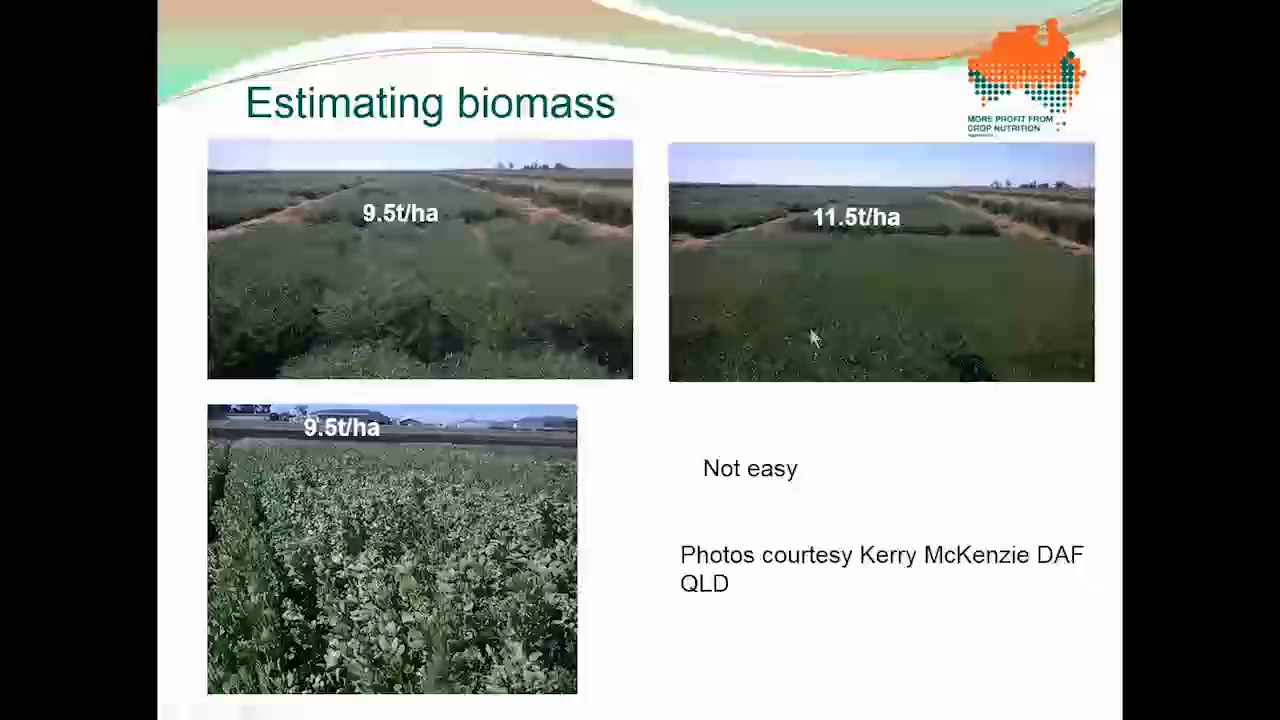 Estimating biomass
MORE PROFIT FROM
CROP NUTRITION
9.5t/ha
11.5t/ha
9.5t/ha
Not easy
Photos courtesy Kerry McKenzie DAF
QLD